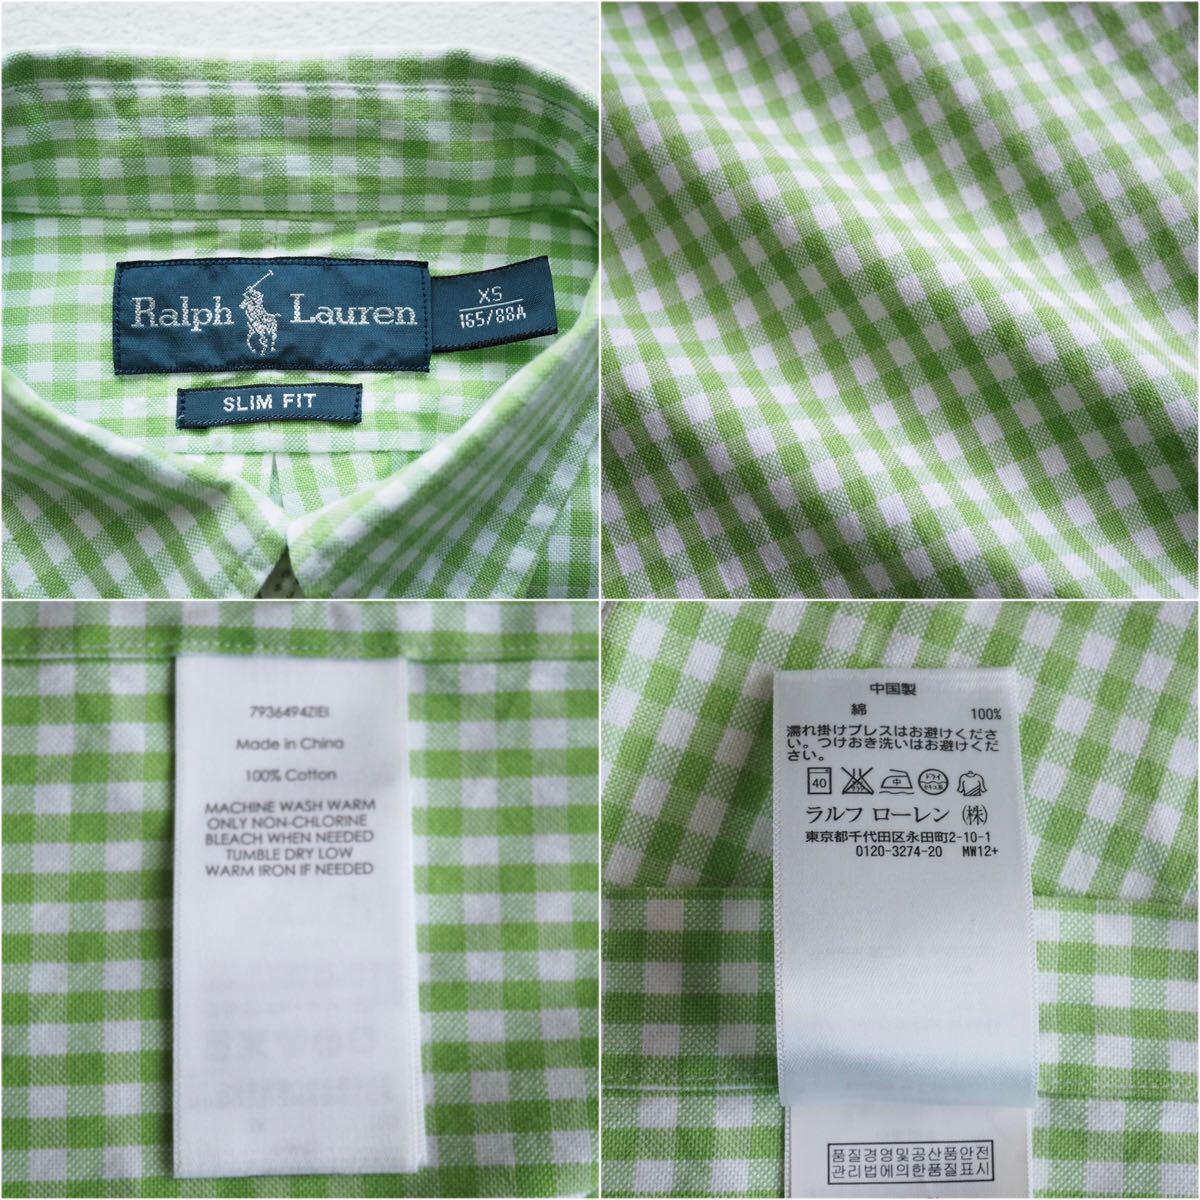 Ralph Lauren
XS
165/88A
SLIM FIT
7936494ZIEI
Made in China
100% Cotton
MACHINE WASH WARM
ONLY NON-CHLORINE
BLEACH WHEN NEEDED
TUMBLE DRY LOW
WARM IRON IF NEEDED
中国製
綿 100%
濡れ掛けプレスはお避けくださ
い。つけおき洗いはお避けくだ
さい。
40 中 ドライ
ラルフ ローレン (株)
東京都千代田区永田町2-10-1
0120-3274-20 MW12+
품질경영및공산품안전
관리법에의한품질표시